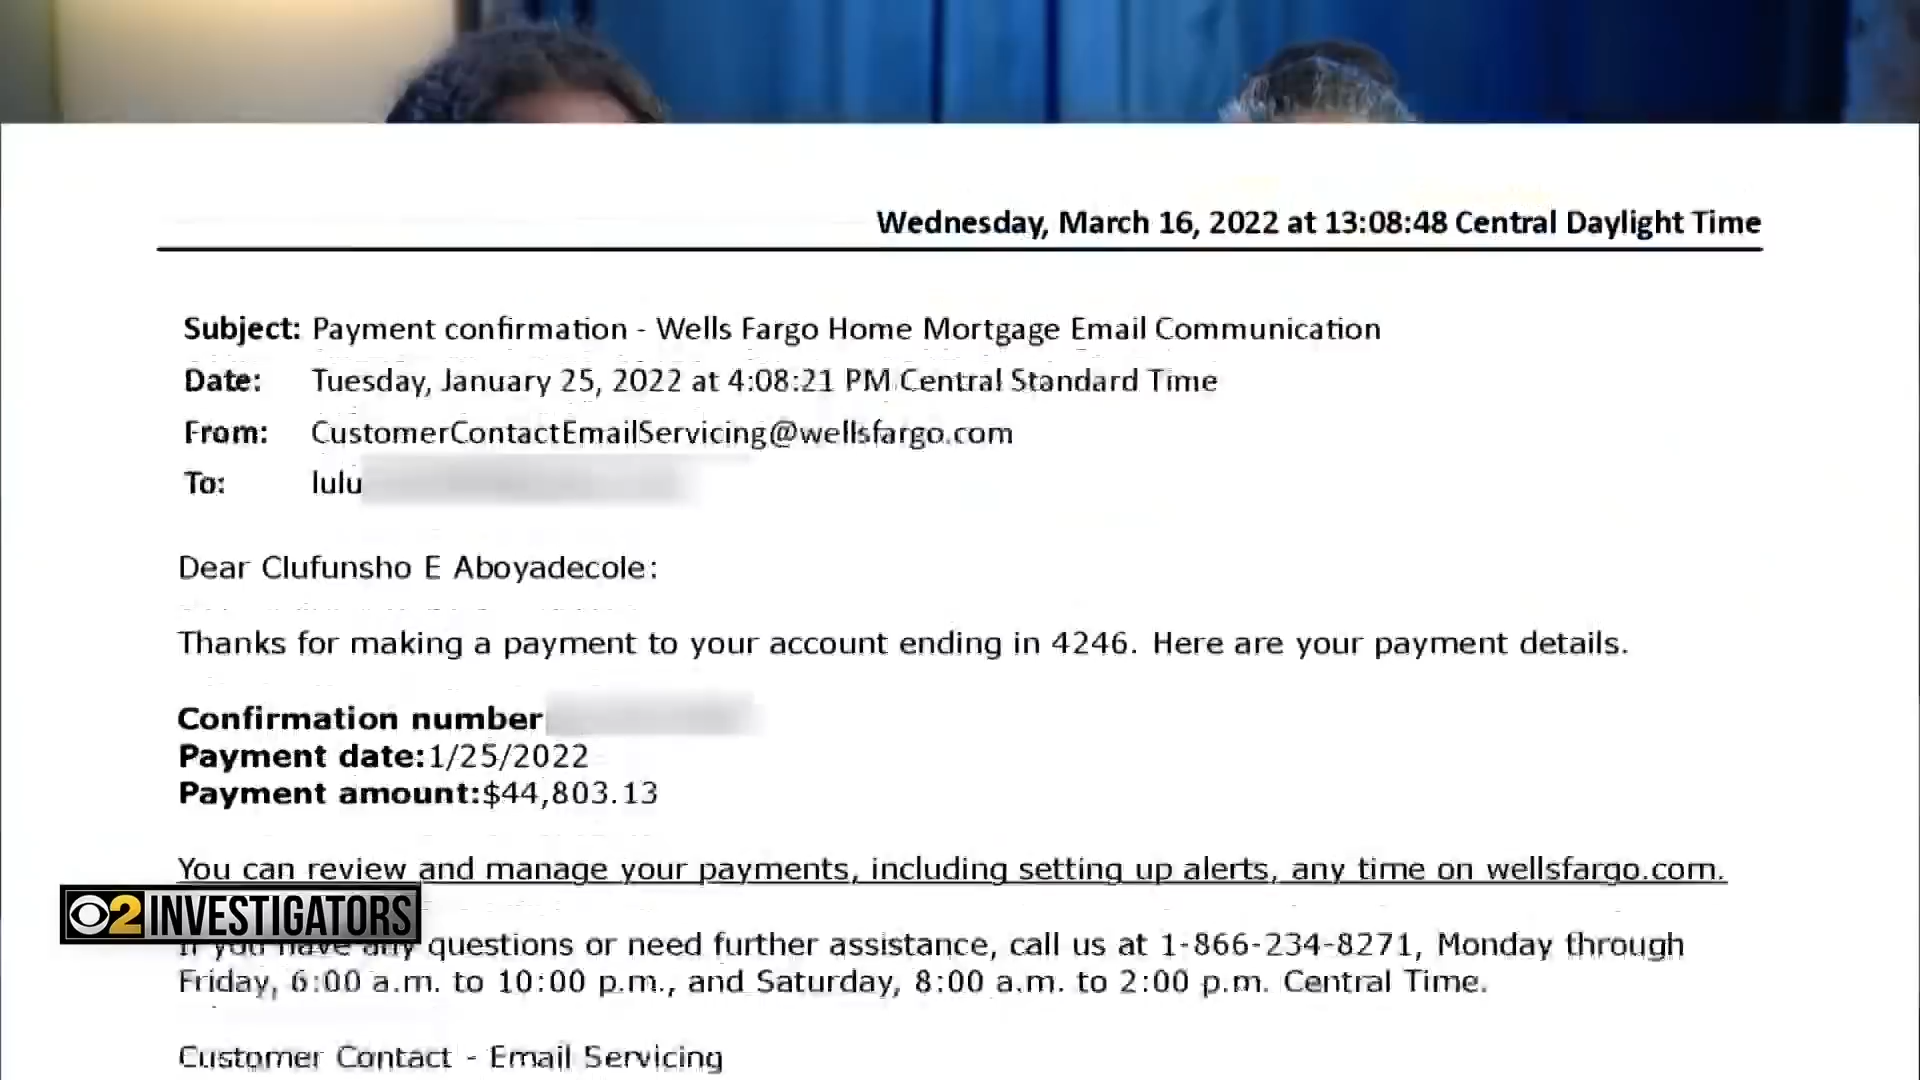 Wednesday, March 16, 2022 at 13:08:48 Central Daylight Time
Subject: Payment confirmation - Wells Fargo Home Mortgage Email Communication
Date: Tuesday, January 25, 2022 at 4:08:21 PM Central Standard Time
From: CustomerContactEmailServicing@wellsfargo.com
To: lulu
Dear Clufunsho E Aboyadecole:
Thanks for making a payment to your account ending in 4246. Here are your payment details.
Confirmation number
Payment date:1/25/2022
Payment amount:$44,803.13
You can review and manage your payments, including setting up alerts, any time on wellsfargo.com.
2 INVESTIGATORS
If you have any questions or need further assistance, call us at 1-866-234-8271, Monday through
Friday, 6:00 a.m. to 10:00 p.m., and Saturday, 8:00 a.m. to 2:00 p.m. Central Time.
Customer Contact - Email Servicing